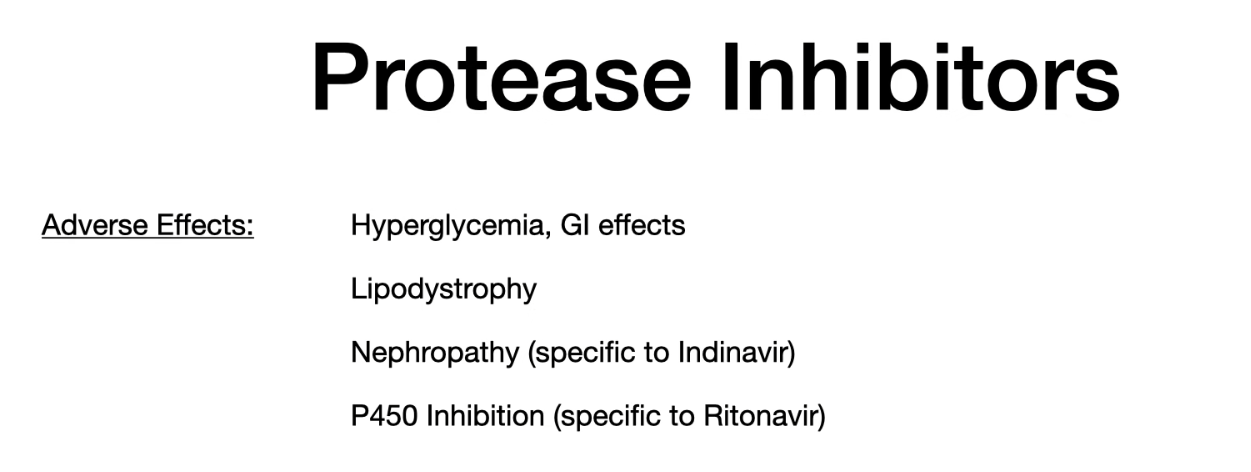 Protease Inhibitors
Adverse Effects: Hyperglycemia, GI effects
Lipodystrophy
Nephropathy (specific to Indinavir)
P450 Inhibition (specific to Ritonavir)